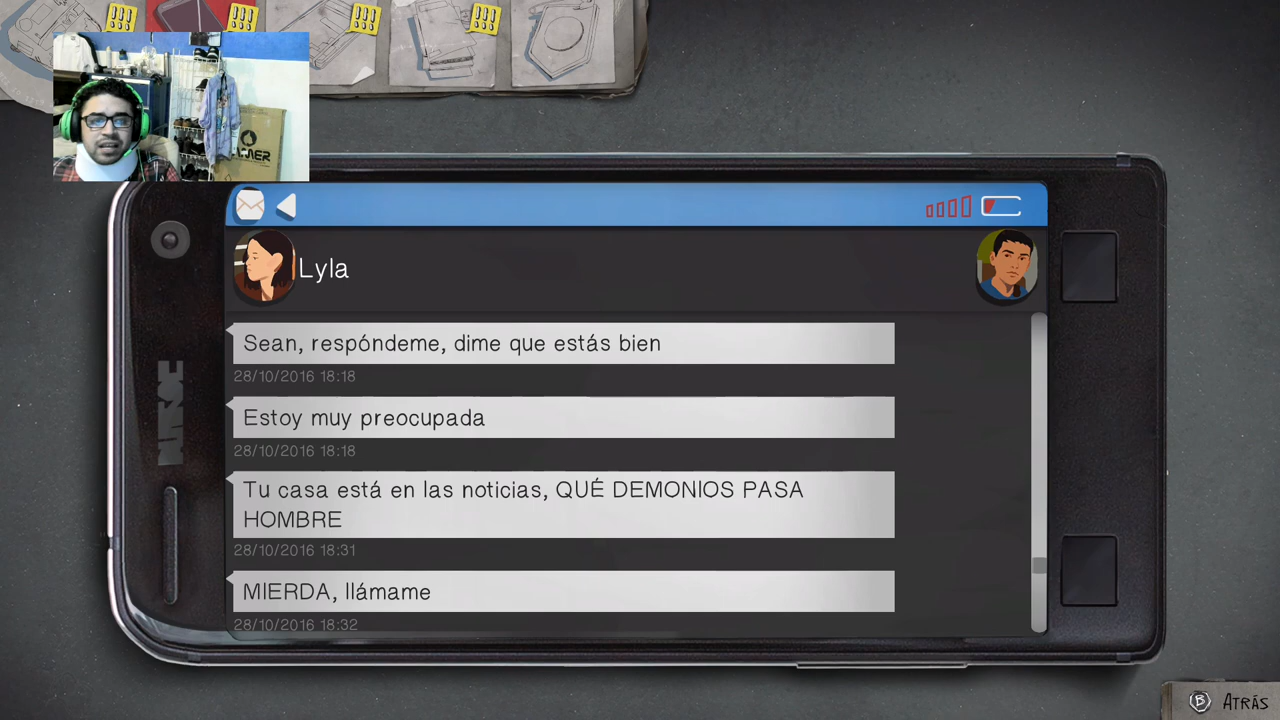 Lyla
Sean, respóndeme, dime que estás bien
28/10/2016 18:18
Estoy muy preocupada
28/10/2016 18:18
Tu casa está en las noticias, QUÉ DEMONIOS PASA
HOMBRE
28/10/2016 18:31
MIERDA, llámame
28/10/2016 18:32
B ATRÁS